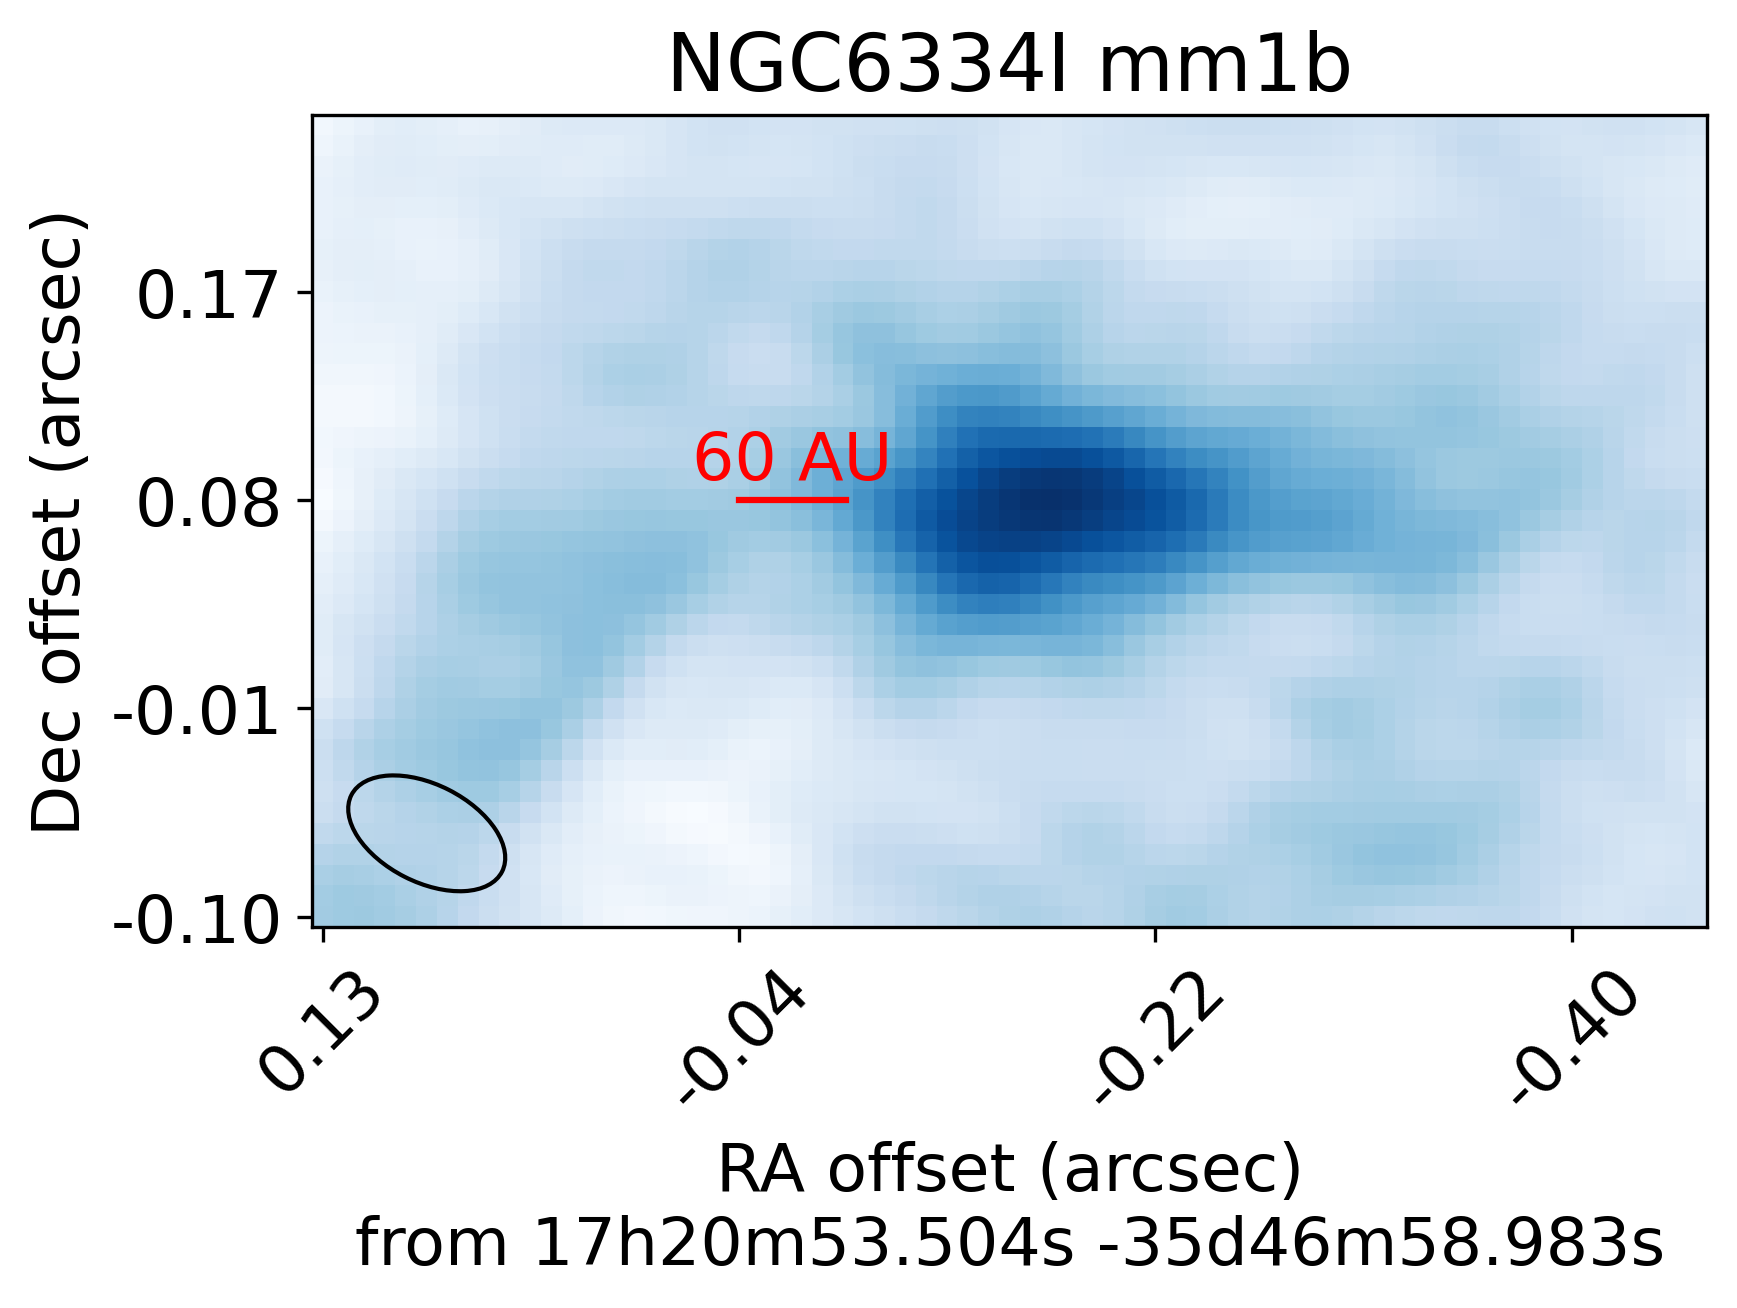 NGC6334I mm1b
Dec offset (arcsec)
0.17
0.08
-0.01
-0.10
60 AU
0.13
-0.04
-0.22
-0.40
RA offset (arcsec)
from 17h20m53.504s -35d46m58.983s